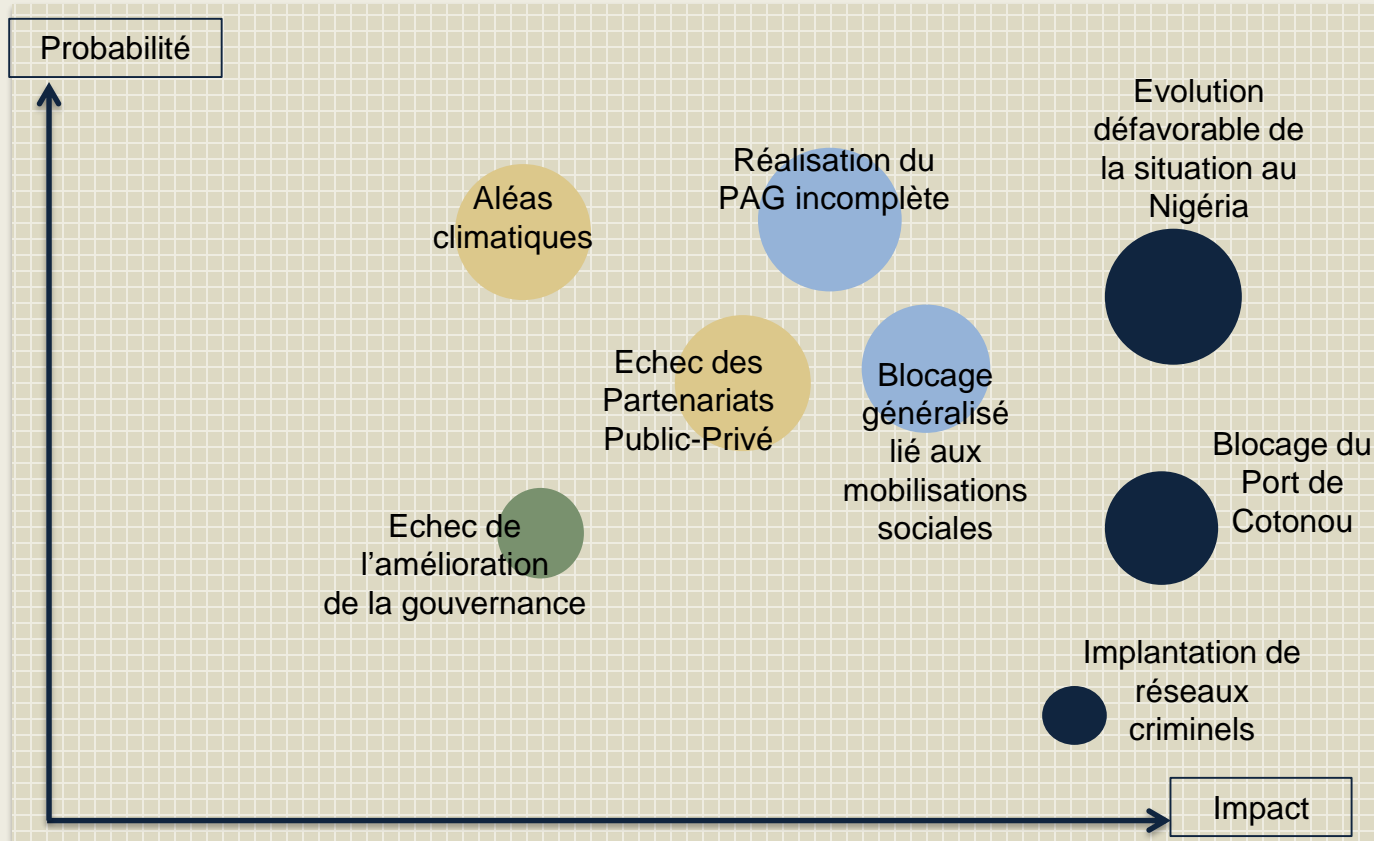 Probabilité
Evolution
défavorable de
la situation au
Nigéria
Réalisation du
PAG incomplète
Aléas
climatiques
Echec des
Partenariats
Public-Privé
Blocage
généralisé
lié aux
mobilisations
sociales
Blocage du
Port de
Cotonou
Echec de
l’amélioration
de la gouvernance
Implantation de
réseaux
criminels
Impact